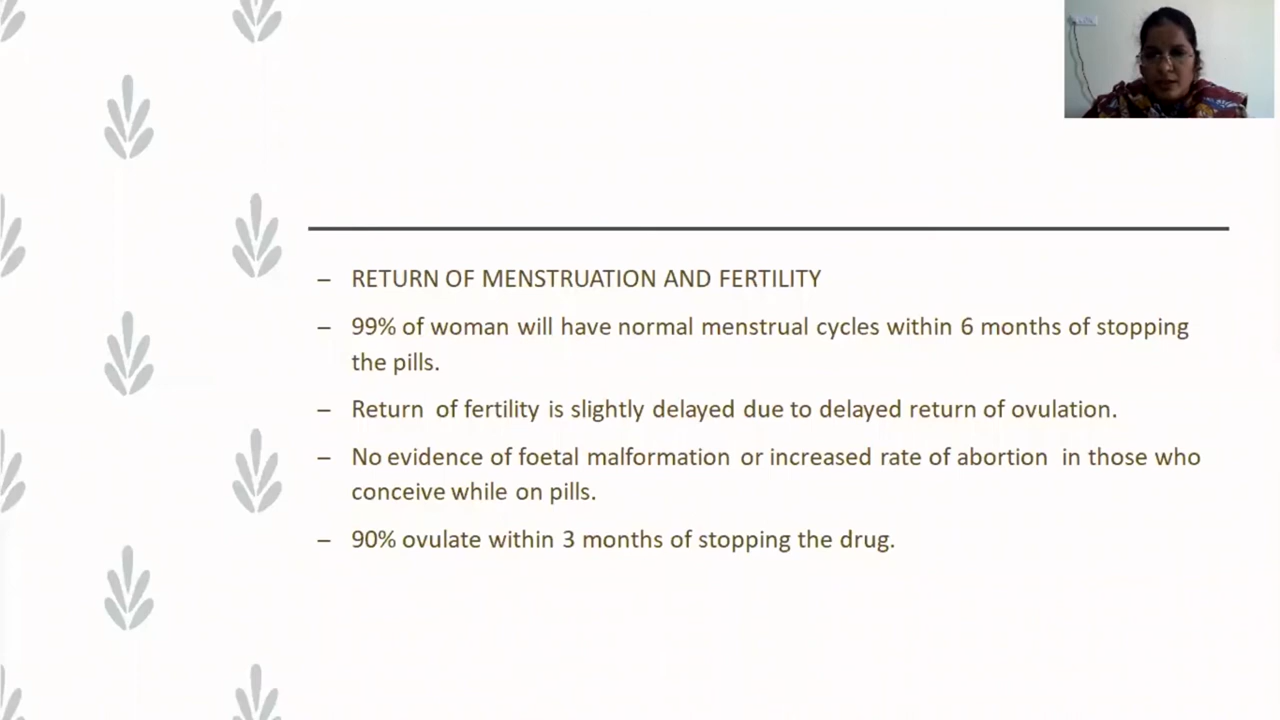 – RETURN OF MENSTRUATION AND FERTILITY
– 99% of woman will have normal menstrual cycles within 6 months of stopping
the pills.
– Return of fertility is slightly delayed due to delayed return of ovulation.
– No evidence of foetal malformation or increased rate of abortion in those who
conceive while on pills.
– 90% ovulate within 3 months of stopping the drug.